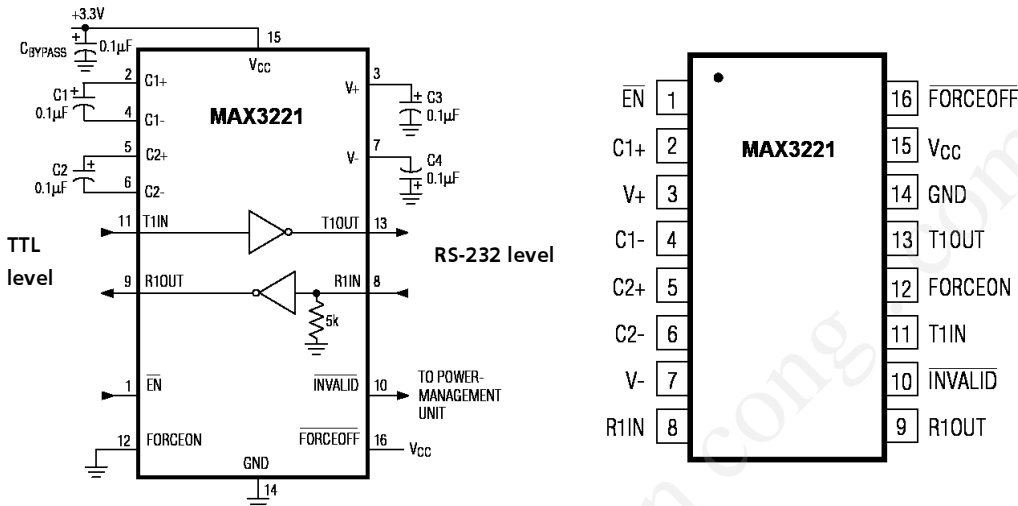 +3.3V
CBYPASS
0.1µF
15
VCC
2
C1+
C1
0.1µF
4
C1-
5
C2+
C2
0.1µF
6
C2-
MAX3221
3
V+
C3
0.1µF
7
V-
C4
0.1µF
11
T1IN
T1OUT
13
TTL
level
RS-232 level
9
R1OUT
R1IN
8
5k
1
EN
INVALID
10
TO POWER-
MANAGEMENT
UNIT
12
FORCEON
FORCEOFF
16
VCC
GND
14
MAX3221
EN 1
C1+ 2
V+ 3
C1- 4
C2+ 5
C2- 6
V- 7
R1IN 8
16 FORCEOFF
15 VCC
14 GND
13 T1OUT
12 FORCEON
11 T1IN
10 INVALID
9 R1OUT
n cong . com